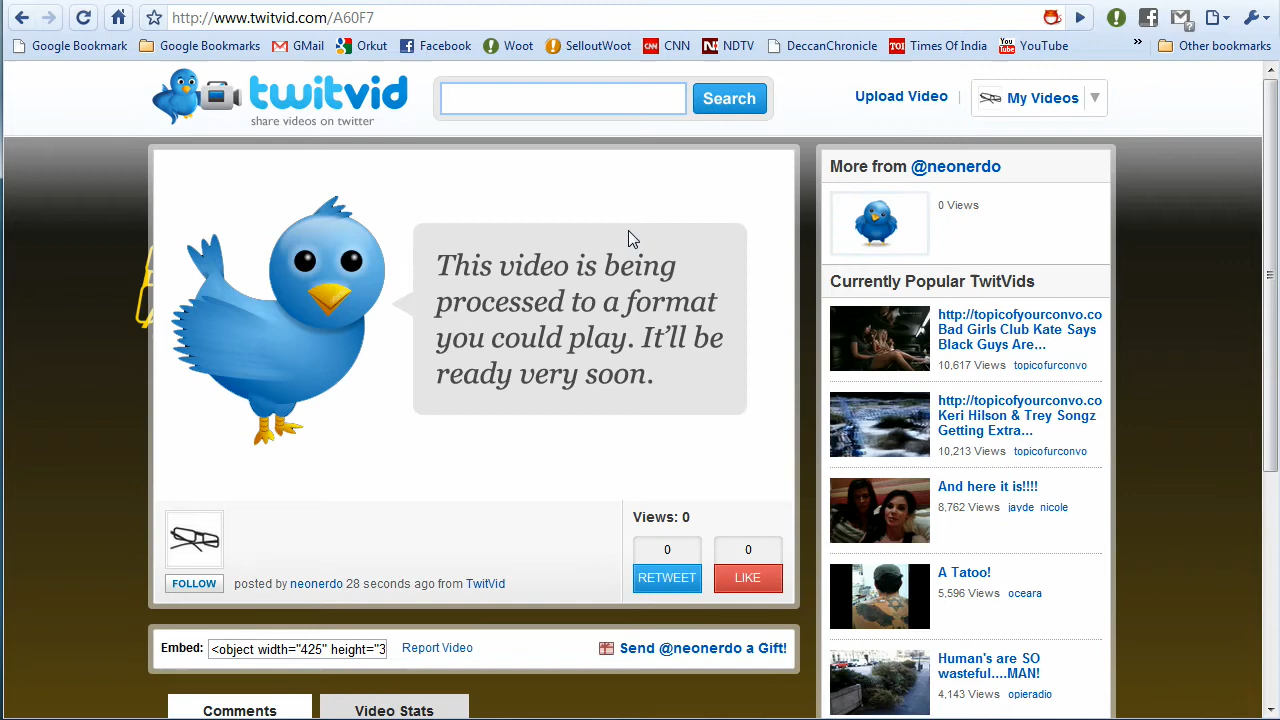 http://www.twitvid.com/A60F7
Google Bookmark
Google Bookmarks
GMail
Orkut
Facebook
Woot
SelloutWoot
CNN
NDTV
DeccanChronicle
Times Of India
YouTube
»
Other bookmarks
twitvid
share videos on twitter
Search
Upload Video
My Videos
This video is being
processed to a format
you could play. It'll be
ready very soon.
Views: 0
0
0
RETWEET
LIKE
FOLLOW
posted by neonerdo 28 seconds ago from TwitVid
Embed: <object width="425" height="3
Report Video
Send @neonerdo a Gift!
Comments
Video Stats
More from @neonerdo
0 Views
Currently Popular TwitVids
http://topicofyourconvo.co
Bad Girls Club Kate Says
Black Guys Are...
10,617 Views topicofurconvo
http://topicofyourconvo.co
Keri Hilson & Trey Songz
Getting Extra...
10,213 Views topicofurconvo
And here it is!!!!
8,762 Views jayde_nicole
A Tatoo!
5,596 Views oceara
Human's are SO
wasteful....MAN!
4,143 Views opieradio